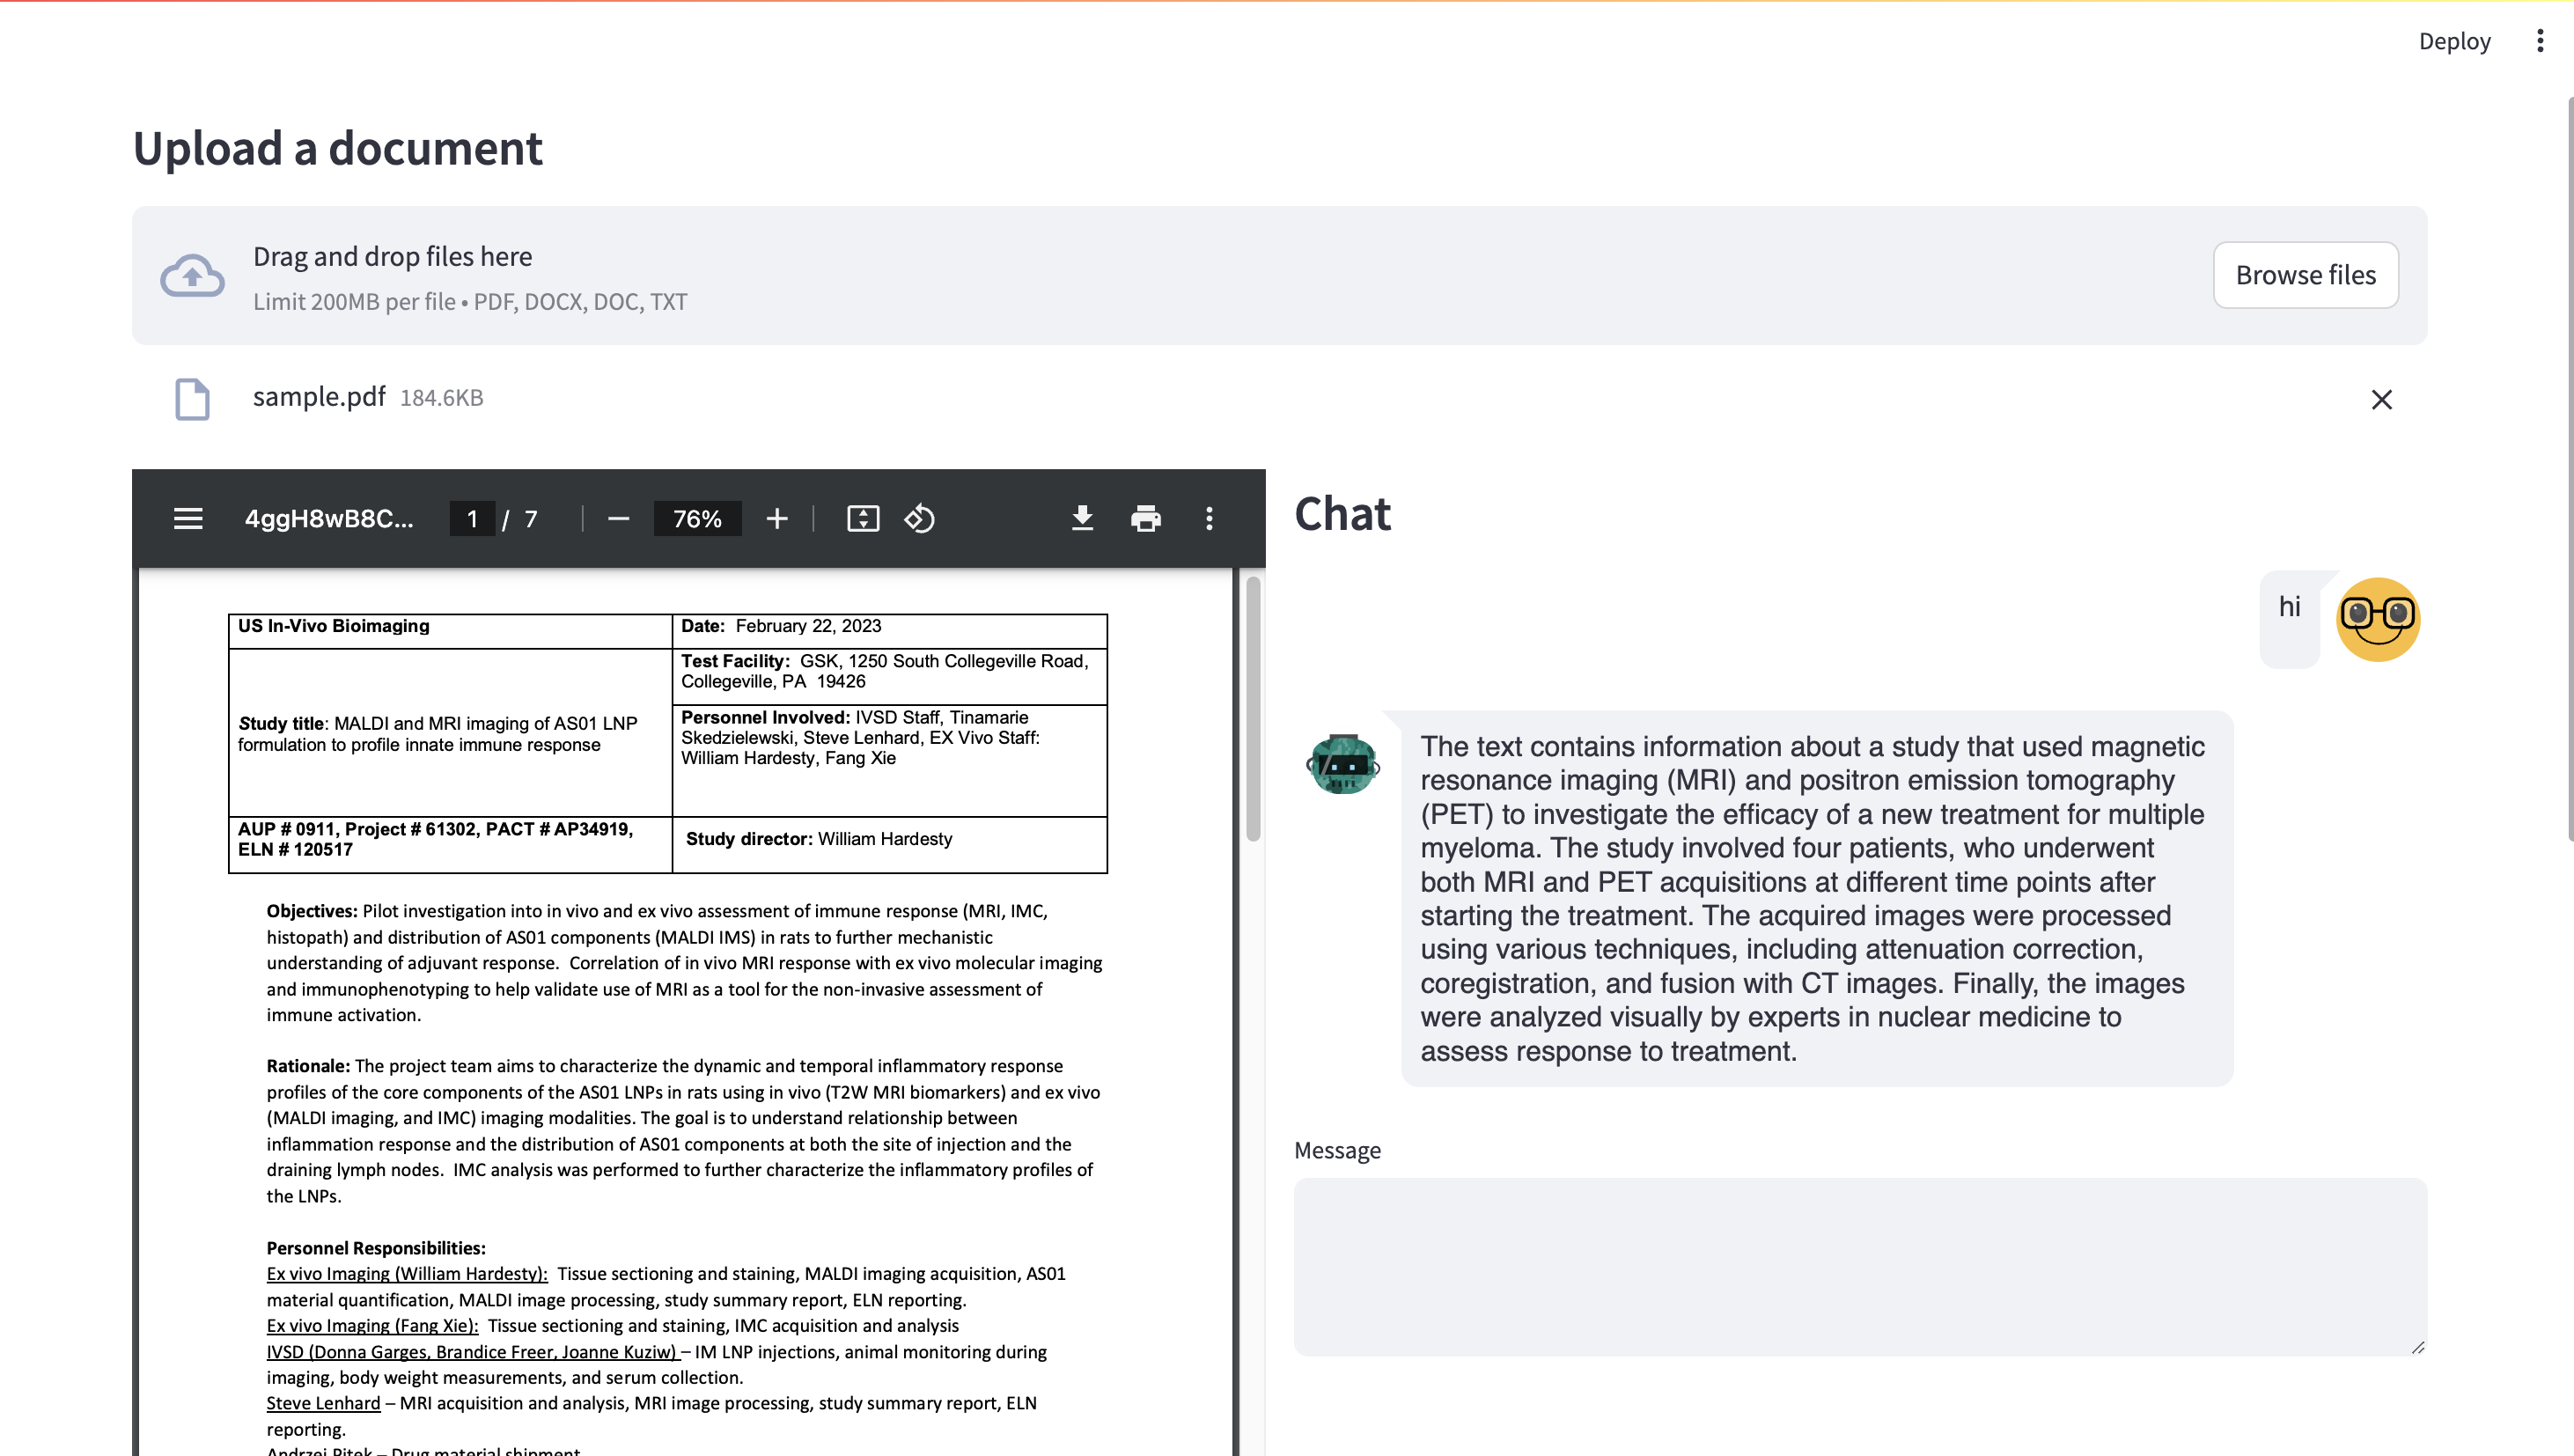 Deploy
Upload a document
Drag and drop files here
Limit 200MB per file • PDF, DOCX, DOC, TXT
Browse files
sample.pdf 184.6KB
4ggH8wB8C... 1 / 7 76%
US In-Vivo Bioimaging
Date: February 22, 2023
Test Facility: GSK, 1250 South Collegeville Road,
Collegeville, PA 19426
Study title: MALDI and MRI imaging of AS01 LNP
formulation to profile innate immune response
Personnel Involved: IVSD Staff, Tinamarie
Skedzielewski, Steve Lenhard, EX Vivo Staff:
William Hardesty, Fang Xie
AUP # 0911, Project # 61302, PACT # AP34919,
ELN # 120517
Study director: William Hardesty
Objectives: Pilot investigation into in vivo and ex vivo assessment of immune response (MRI, IMC,
histopath) and distribution of AS01 components (MALDI IMS) in rats to further mechanistic
understanding of adjuvant response. Correlation of in vivo MRI response with ex vivo molecular imaging
and immunophenotyping to help validate use of MRI as a tool for the non-invasive assessment of
immune activation.
Rationale: The project team aims to characterize the dynamic and temporal inflammatory response
profiles of the core components of the AS01 LNPs in rats using in vivo (T2W MRI biomarkers) and ex vivo
(MALDI imaging, and IMC) imaging modalities. The goal is to understand relationship between
inflammation response and the distribution of AS01 components at both the site of injection and the
draining lymph nodes. IMC analysis was performed to further characterize the inflammatory profiles of
the LNPs.
Personnel Responsibilities:
Ex vivo Imaging (William Hardesty): Tissue sectioning and staining, MALDI imaging acquisition, AS01
material quantification, MALDI image processing, study summary report, ELN reporting.
Ex vivo Imaging (Fang Xie): Tissue sectioning and staining, IMC acquisition and analysis
IVSD (Donna Garges, Brandice Freer, Joanne Kuziw) – IM LNP injections, animal monitoring during
imaging, body weight measurements, and serum collection.
Steve Lenhard – MRI acquisition and analysis, MRI image processing, study summary report, ELN
reporting.
Andrzej Pitek – Drug material shipment
Chat
hi
The text contains information about a study that used magnetic
resonance imaging (MRI) and positron emission tomography
(PET) to investigate the efficacy of a new treatment for multiple
myeloma. The study involved four patients, who underwent
both MRI and PET acquisitions at different time points after
starting the treatment. The acquired images were processed
using various techniques, including attenuation correction,
coregistration, and fusion with CT images. Finally, the images
were analyzed visually by experts in nuclear medicine to
assess response to treatment.
Message